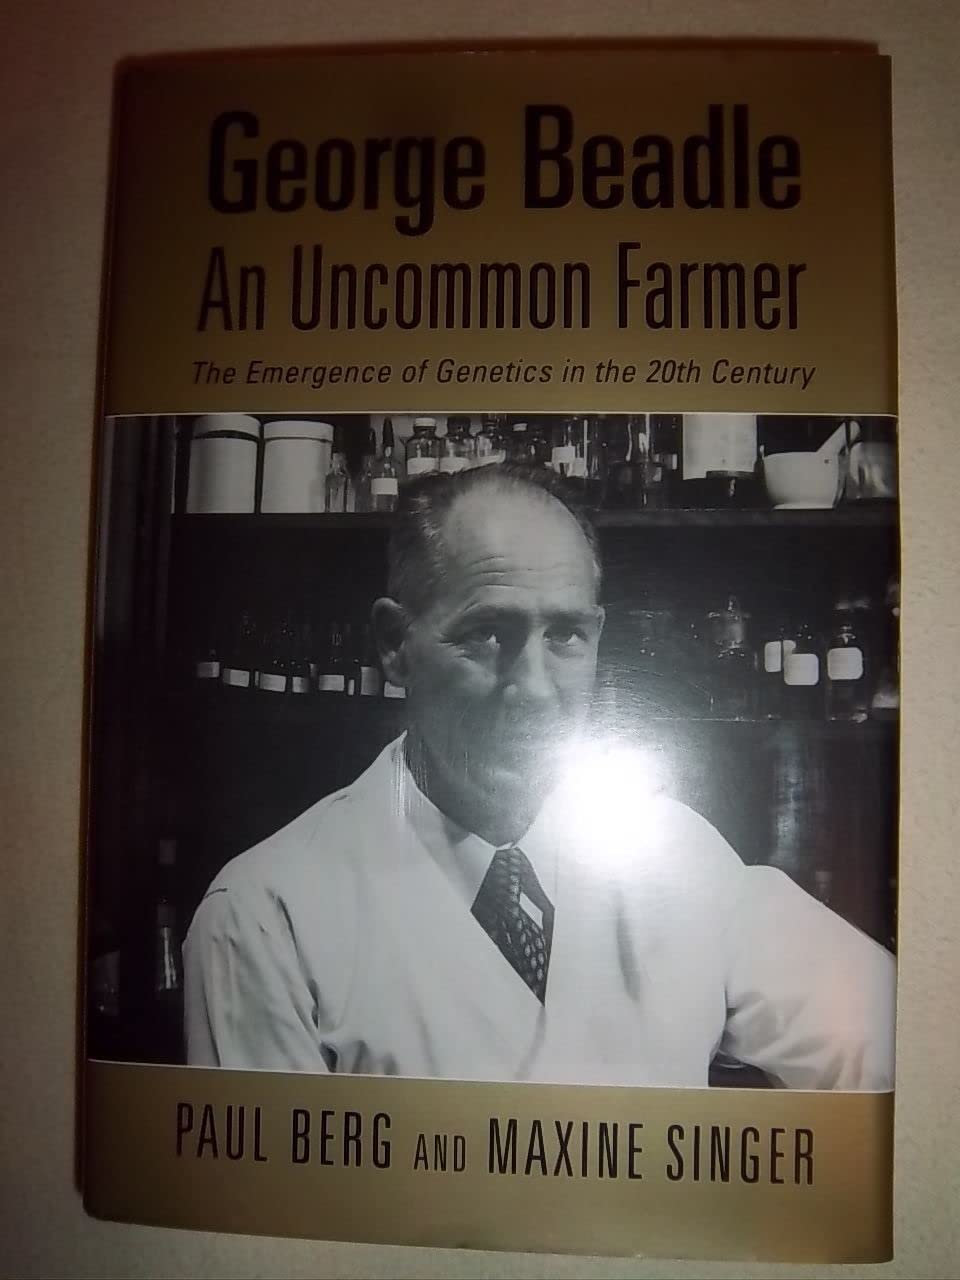 George Beadle
An Uncommon Farmer
The Emergence of Genetics in the 20th Century
PAUL BERG AND MAXINE SINGER